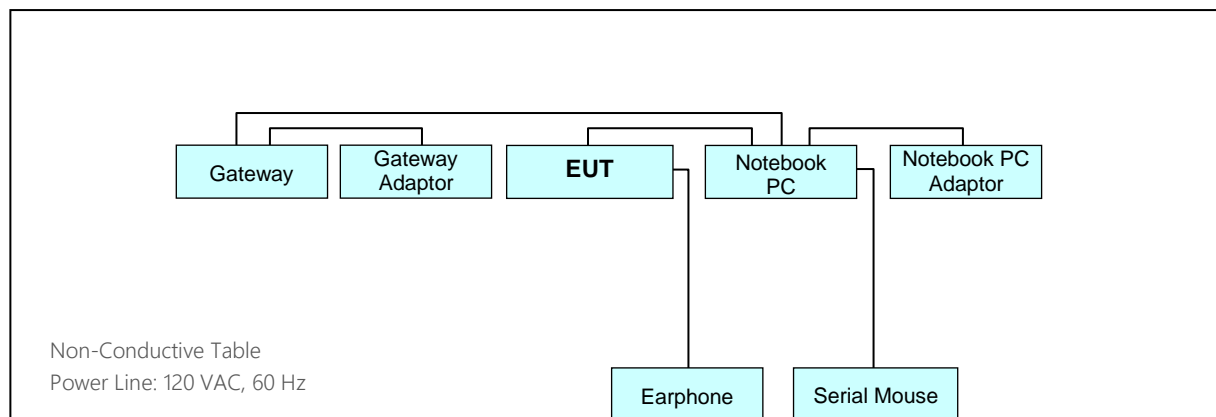 Gateway
Gateway
Adaptor
EUT
Notebook
PC
Notebook PC
Adaptor
Non-Conductive Table
Power Line: 120 VAC, 60 Hz
Earphone
Serial Mouse